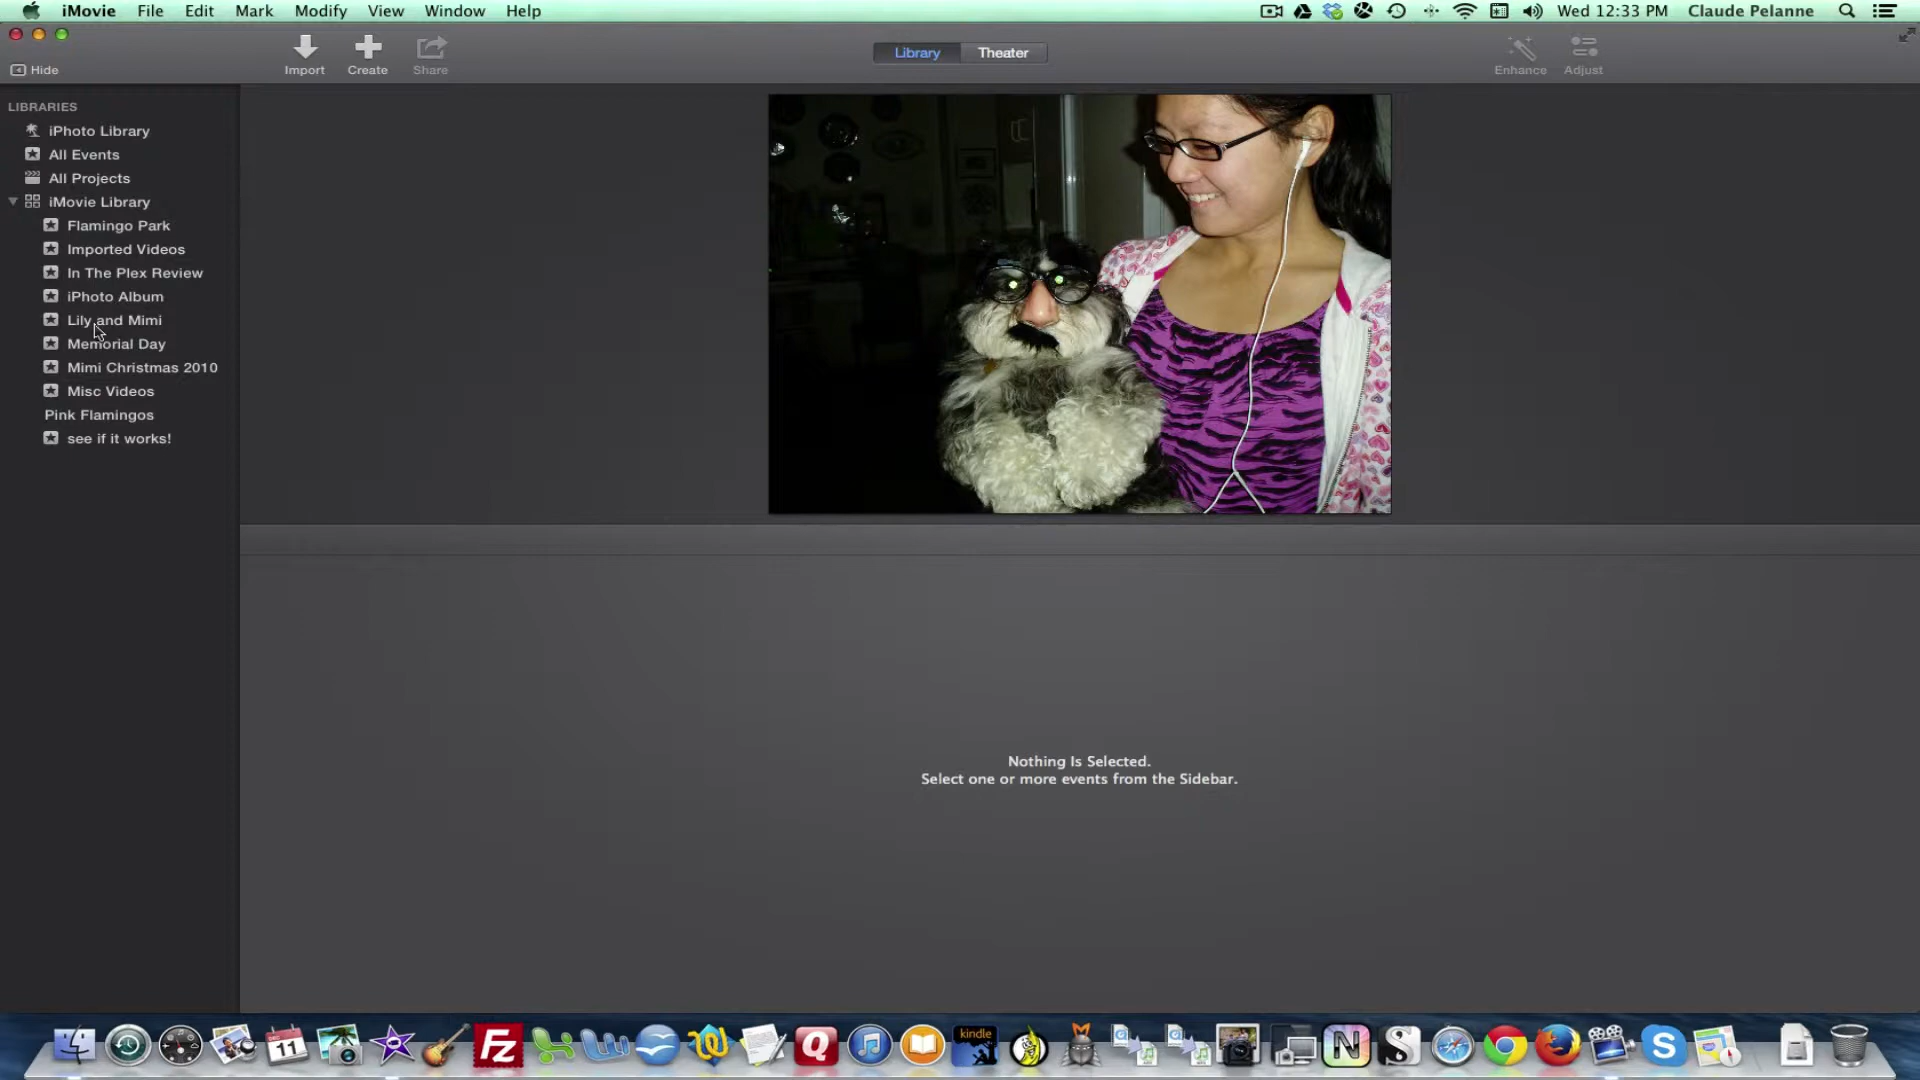 iMovie File Edit Mark Modify View Window Help Wed 12:33 PM Claude Pelanne
Hide Import Create Share Library Theater Enhance Adjust
LIBRARIES
iPhoto Library
All Events
All Projects
iMovie Library
Flamingo Park
Imported Videos
In The Plex Review
iPhoto Album
Lily and Mimi
Memorial Day
Mimi Christmas 2010
Misc Videos
Pink Flamingos
see if it works!
Nothing Is Selected.
Select one or more events from the Sidebar.
11 FZ Q kindle N S S